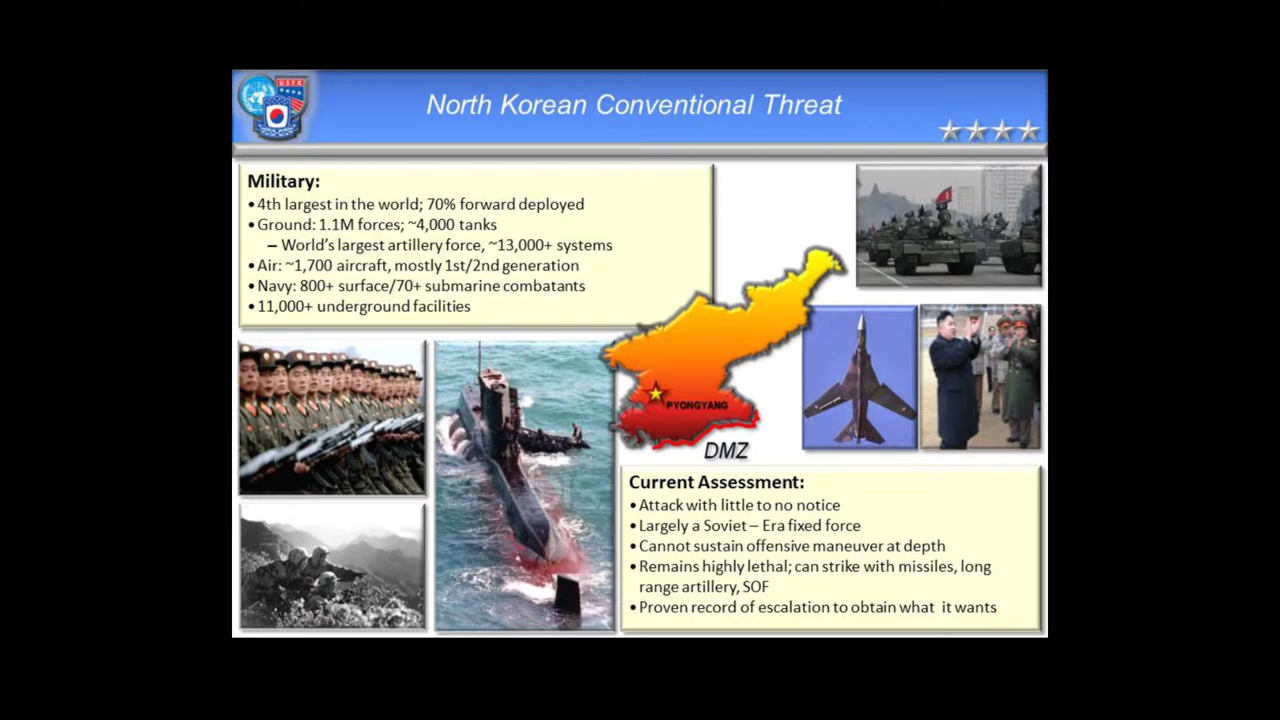 USFK
North Korean Conventional Threat
Military:
• 4th largest in the world; 70% forward deployed
• Ground: 1.1M forces; ~4,000 tanks
– World's largest artillery force, ~13,000+ systems
• Air: ~1,700 aircraft, mostly 1st/2nd generation
• Navy: 800+ surface/70+ submarine combatants
• 11,000+ underground facilities
PYONGYANG
DMZ
Current Assessment:
• Attack with little to no notice
• Largely a Soviet – Era fixed force
• Cannot sustain offensive maneuver at depth
• Remains highly lethal; can strike with missiles, long
range artillery, SOF
• Proven record of escalation to obtain what it wants